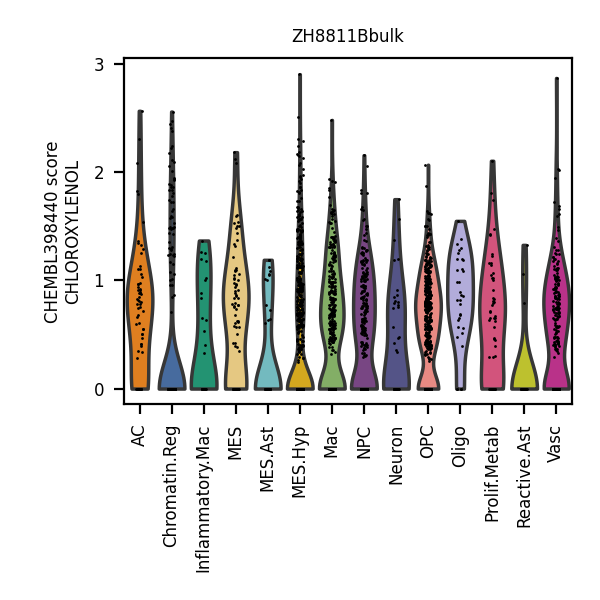 ZH8811Bbulk
CHEMBL398440 score
CHLOROXYLENOL
3
2
1
0
AC
Chromatin.Reg
Inflammatory.Mac
MES
MES.Ast
MES.Hyp
Mac
NPC
Neuron
OPC
Oligo
Prolif.Metab
Reactive.Ast
Vasc